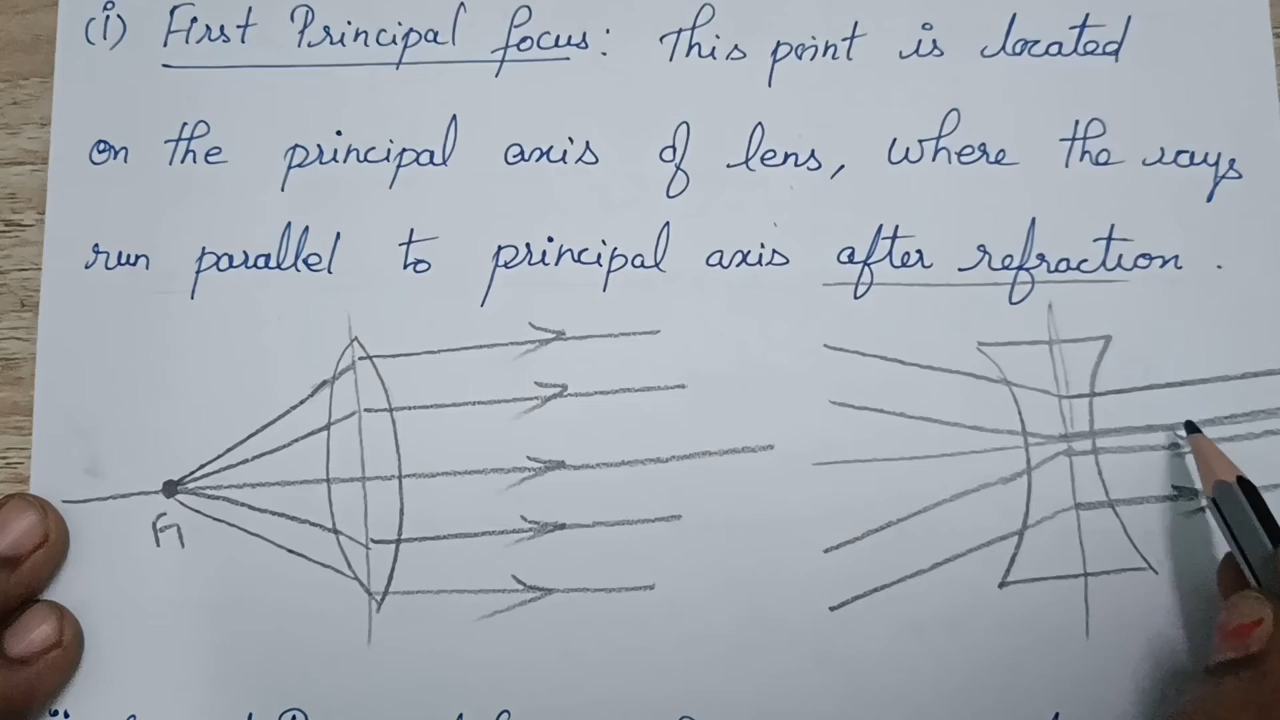 (i) First Principal focus: This point is located
on the principal axis of lens, where the rays
run parallel to principal axis after refraction.
F1